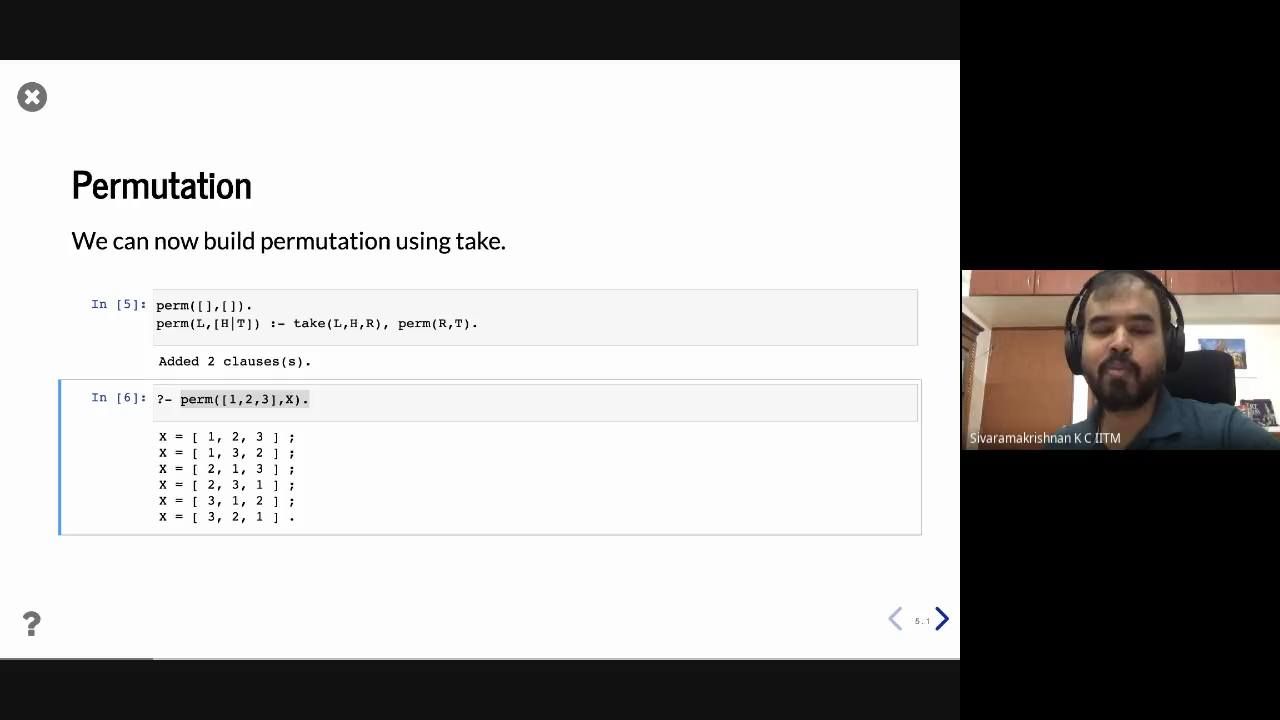 Permutation
We can now build permutation using take.
In [5]: perm([],[]).
perm(L,[H|T]) :- take(L,H,R), perm(R,T).
Added 2 clauses(s).
In [6]: ?- perm([1,2,3],X).
X = [ 1, 2, 3 ] ;
X = [ 1, 3, 2 ] ;
X = [ 2, 1, 3 ] ;
X = [ 2, 3, 1 ] ;
X = [ 3, 1, 2 ] ;
X = [ 3, 2, 1 ] .
?
5.1
Sivaramakrishnan K C IITM